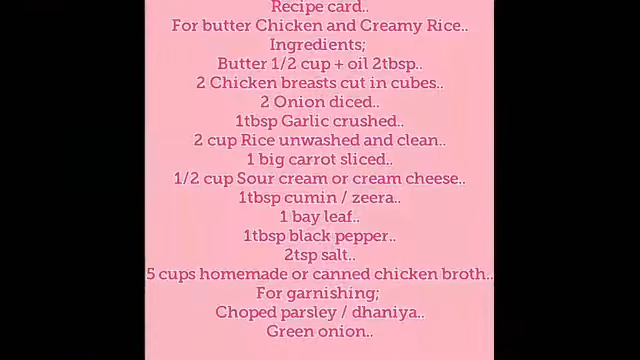 Recipe card..
For butter Chicken and Creamy Rice..
Ingredients;
Butter 1/2 cup + oil 2tbsp..
2 Chicken breasts cut in cubes..
2 Onion diced..
1tbsp Garlic crushed..
2 cup Rice unwashed and clean..
1 big carrot sliced..
1/2 cup Sour cream or cream cheese..
1tbsp cumin / zeera..
1 bay leaf..
1tbsp black pepper..
2tsp salt..
5 cups homemade or canned chicken broth..
For garnishing;
Choped parsley / dhaniya..
Green onion..